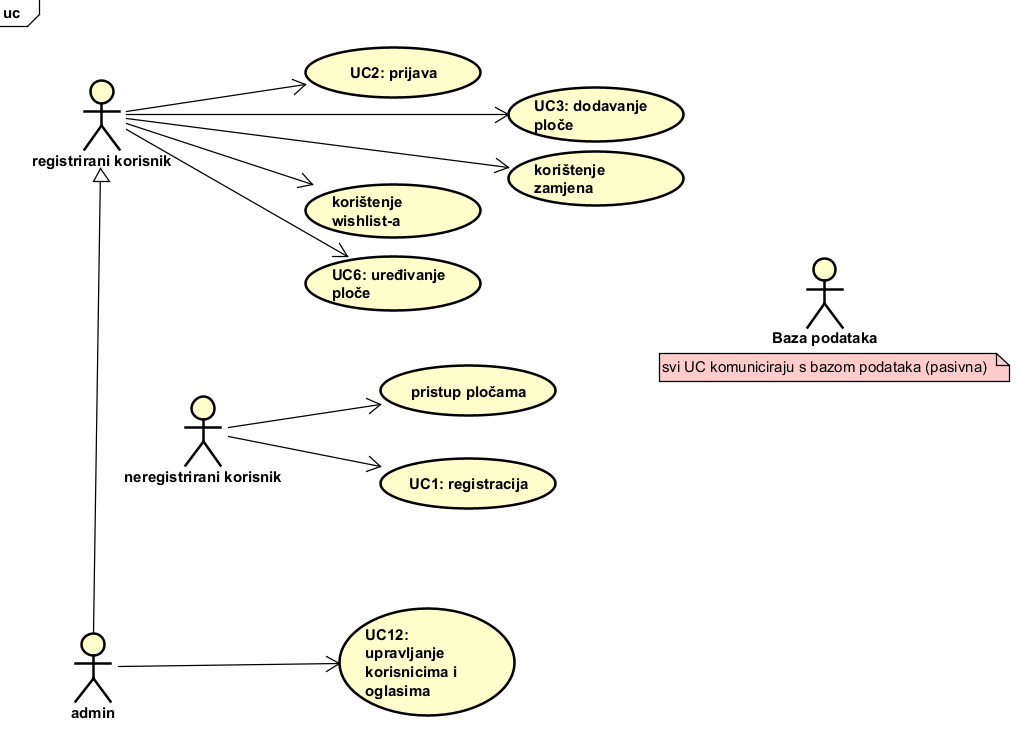 uc
UC2: prijava
UC3: dodavanje
ploče
registrirani korisnik
korištenje
zamjena
korištenje
wishlist-a
UC6: uređivanje
ploče
Baza podataka
svi UC komuniciraju s bazom podataka (pasivna)
pristup pločama
neregistrirani korisnik
UC1: registracija
UC12:
upravljanje
korisnicima i
oglasima
admin